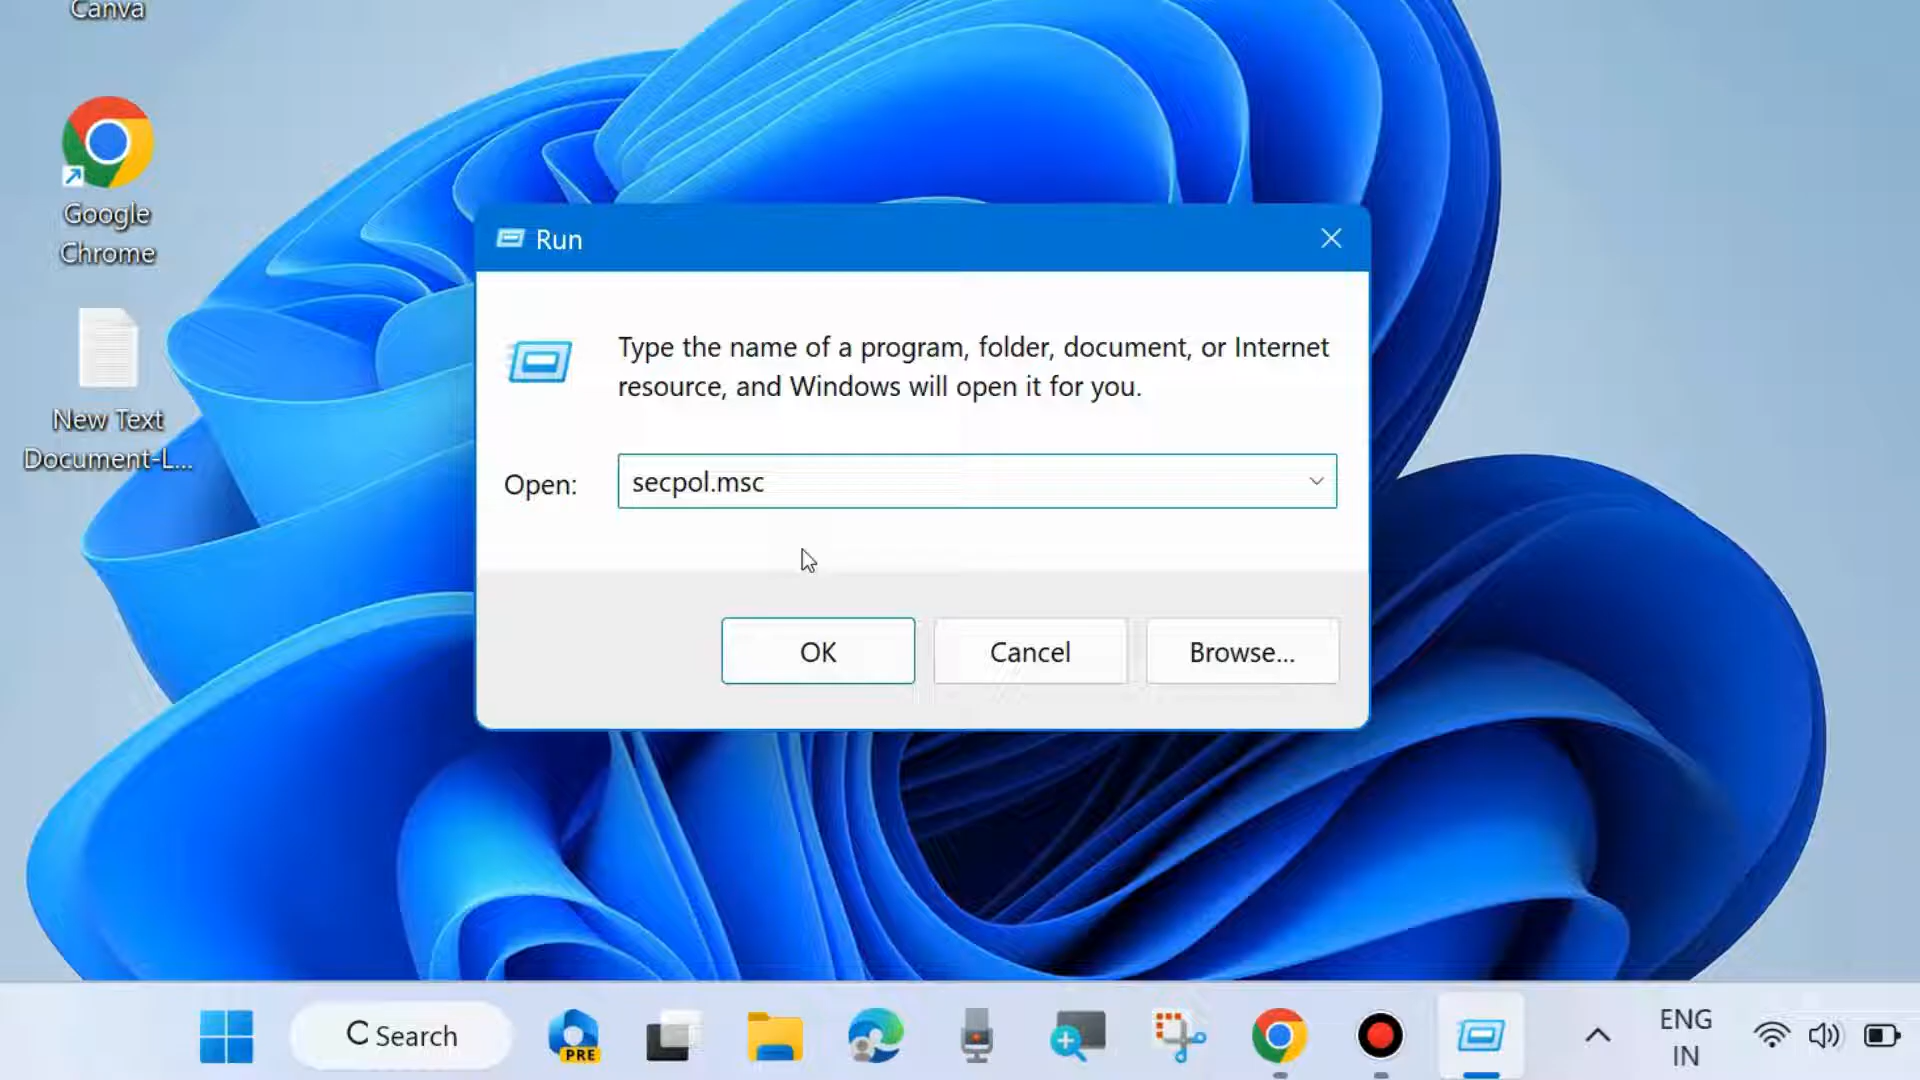 Canva
Google
Chrome
New Text
Document-L...
Run
Type the name of a program, folder, document, or Internet
resource, and Windows will open it for you.
Open:
secpol.msc
OK
Cancel
Browse...
Search
PRE
ENG
IN